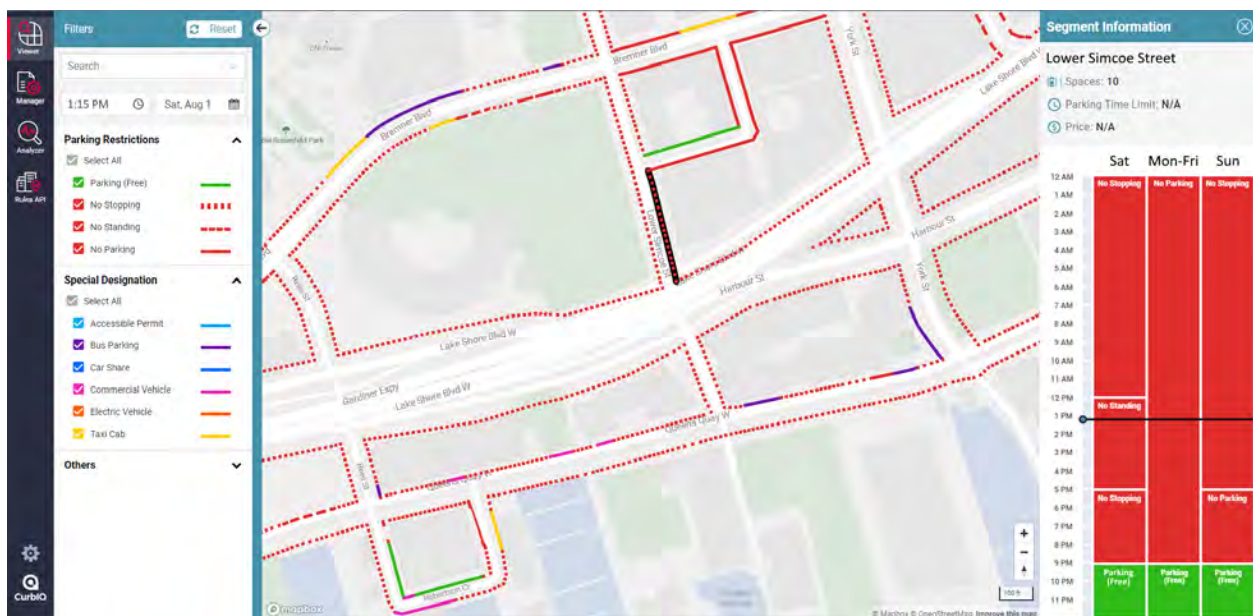 Viewer
Manager
Analyzer
Rules API
CurbIQ
Filters
Reset
Search
1:15 PM
Sat, Aug 1
Parking Restrictions
Select All
Parking (Free)
No Stopping
No Standing
No Parking
Special Designation
Select All
Accessible Permit
Bus Parking
Car Share
Commercial Vehicle
Electric Vehicle
Taxi Cab
Others
Bremner Blvd
Bremner Blvd
York St
Lake Shore Blvd W
Lower Simcoe St
Harbour St
Harbour St
York St
Lake Shore Blvd W
Gardiner Expy
Lake Shore Blvd W
Rees St
Rees St
Queens Quay W
Queens Quay W
Robertson Cr
mapbox
100 ft
© Mapbox © OpenStreetMap Improve this map
Segment Information
Lower Simcoe Street
Spaces: 10
Parking Time Limit: N/A
Price: N/A
Sat Mon-Fri Sun
12 AM
1 AM
2 AM
3 AM
4 AM
5 AM
6 AM
7 AM
8 AM
9 AM
10 AM
11 AM
12 PM
1 PM
2 PM
3 PM
4 PM
5 PM
6 PM
7 PM
8 PM
9 PM
10 PM
11 PM
No Stopping
No Standing
No Stopping
Parking
(Free)
No Parking
Parking
(Free)
No Stopping
No Parking
Parking
(Free)